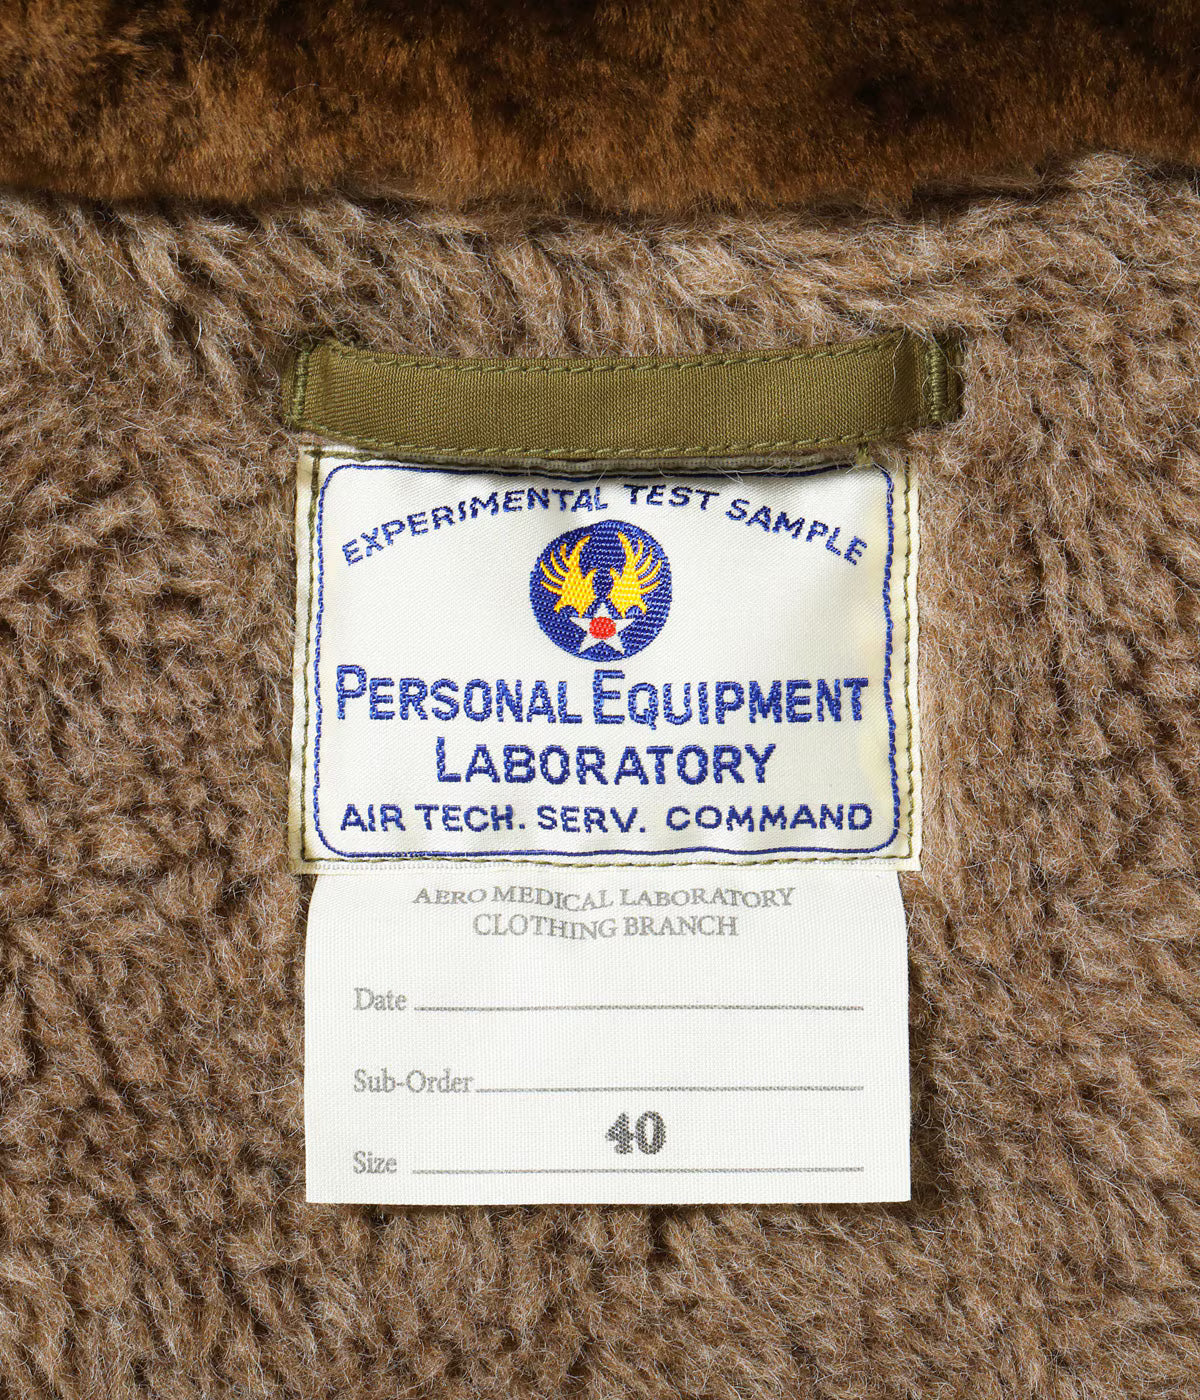 EXPERIMENTAL TEST SAMPLE
PERSONAL EQUIPMENT
LABORATORY
AIR TECH. SERV. COMMAND
AERO MEDICAL LABORATORY
CLOTHING BRANCH
Date
Sub-Order
Size 40